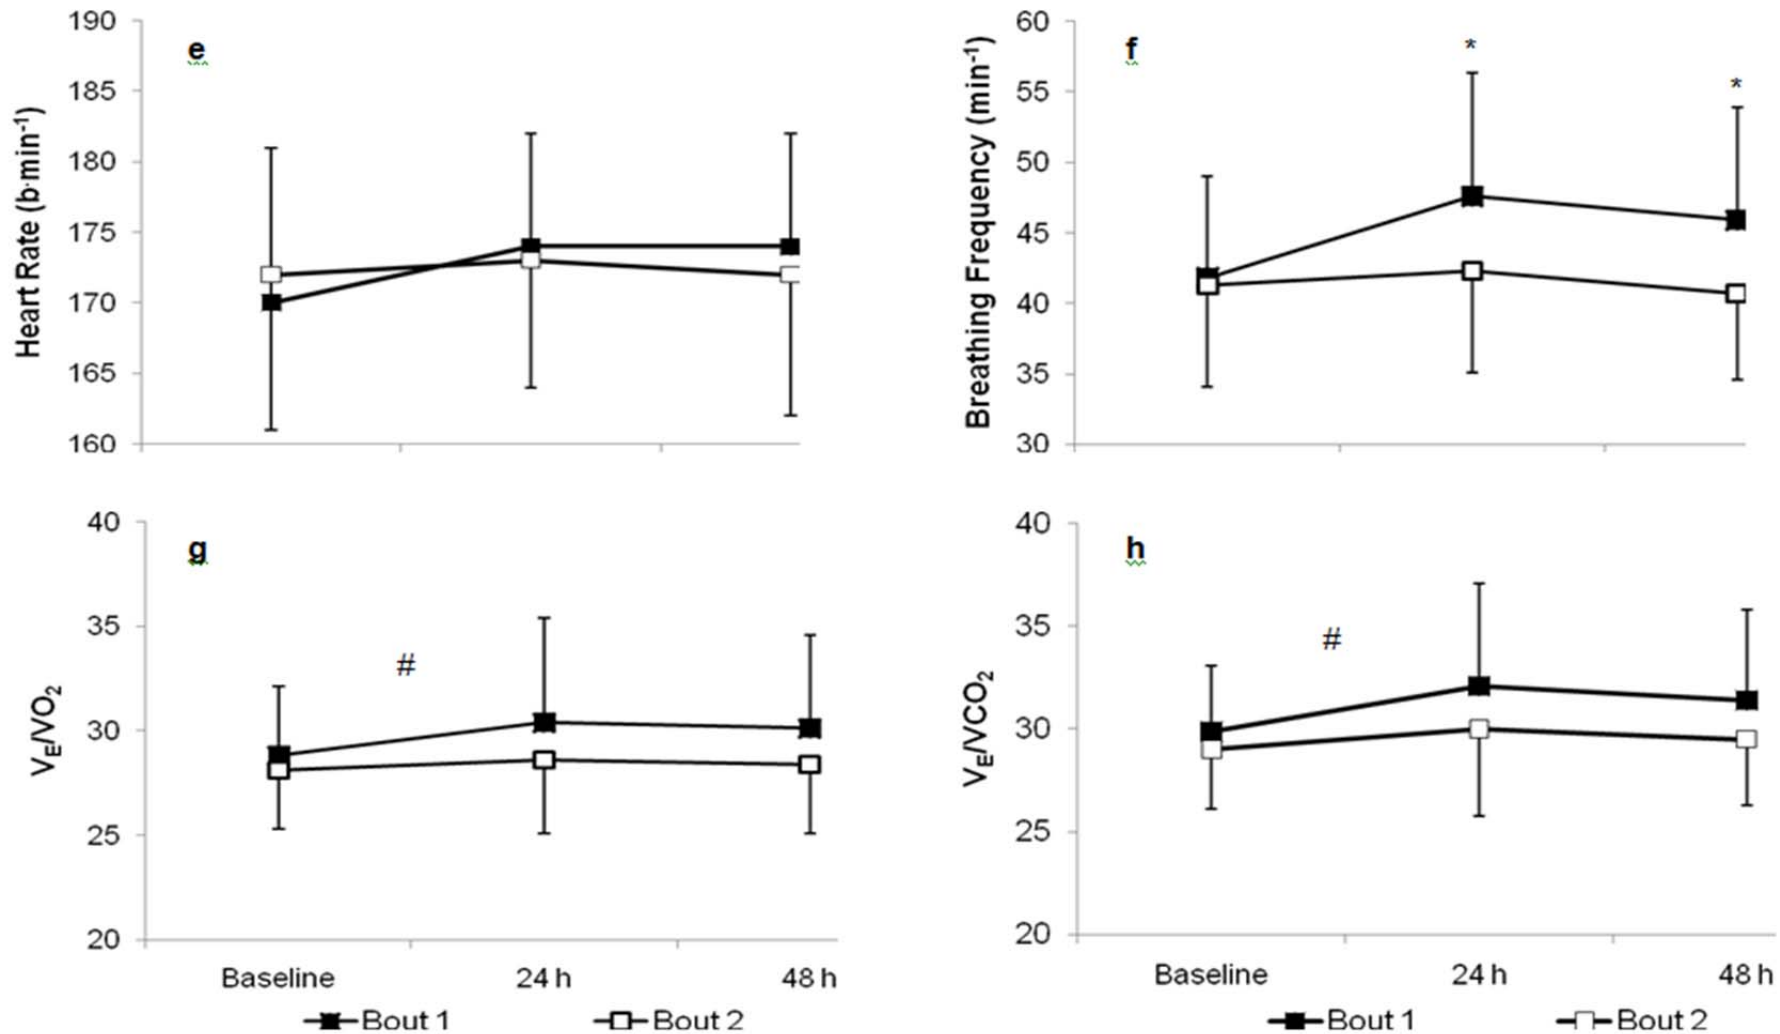 e
Heart Rate (b·min⁻¹)
190
185
180
175
170
165
160
f
*
*
Breathing Frequency (min⁻¹)
60
55
50
45
40
35
30
g
#
V_E/VO₂
40
35
30
25
20
Baseline 24 h 48 h
Bout 1 Bout 2
h
#
V_E/VCO₂
40
35
30
25
20
Baseline 24 h 48 h
Bout 1 Bout 2